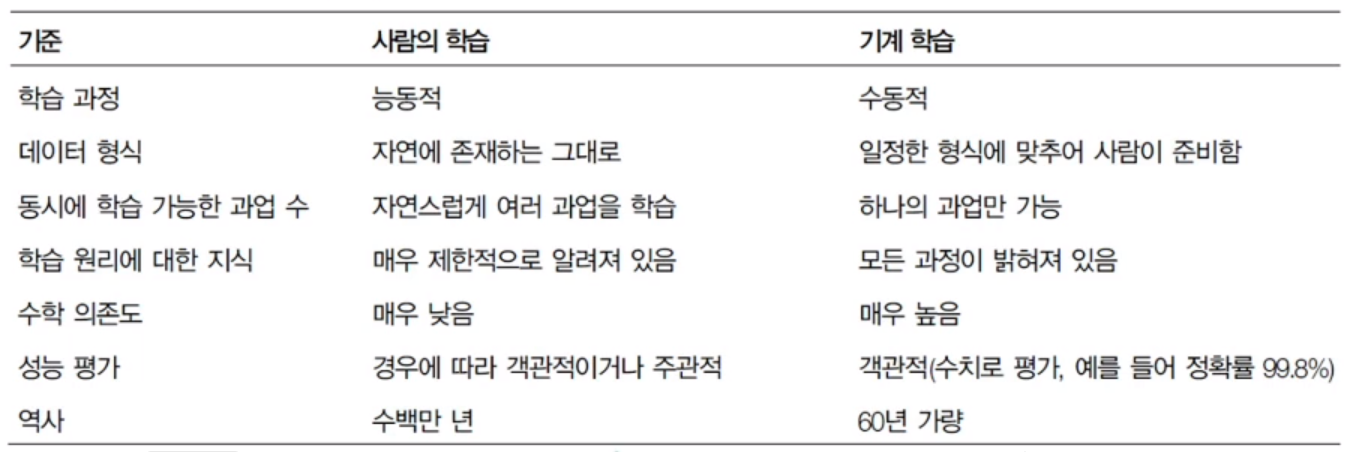 기준 사람의 학습 기계 학습
학습 과정 능동적 수동적
데이터 형식 자연에 존재하는 그대로 일정한 형식에 맞추어 사람이 준비함
동시에 학습 가능한 과업 수 자연스럽게 여러 과업을 학습 하나의 과업만 가능
학습 원리에 대한 지식 매우 제한적으로 알려져 있음 모든 과정이 밝혀져 있음
수학 의존도 매우 낮음 매우 높음
성능 평가 경우에 따라 객관적이거나 주관적 객관적(수치로 평가, 예를 들어 정확률 99.8%)
역사 수백만 년 60년 가량